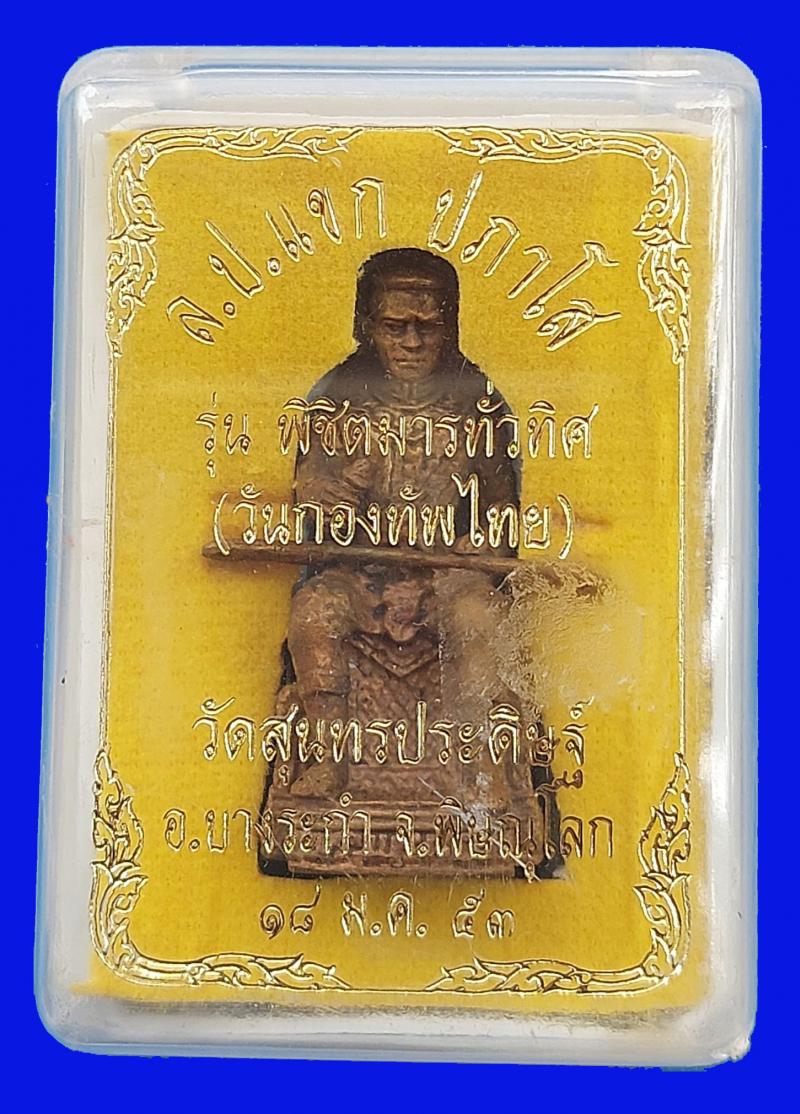 ล.ป.แขก ปภาโส
รุ่น พิชิตมารทั่วทิศ
(วันกองทัพไทย)
วัดสุนทรประดิษฐ์
อ.บางระกำ จ.พิษณุโลก
๑๘ ม.ค. ๕๓